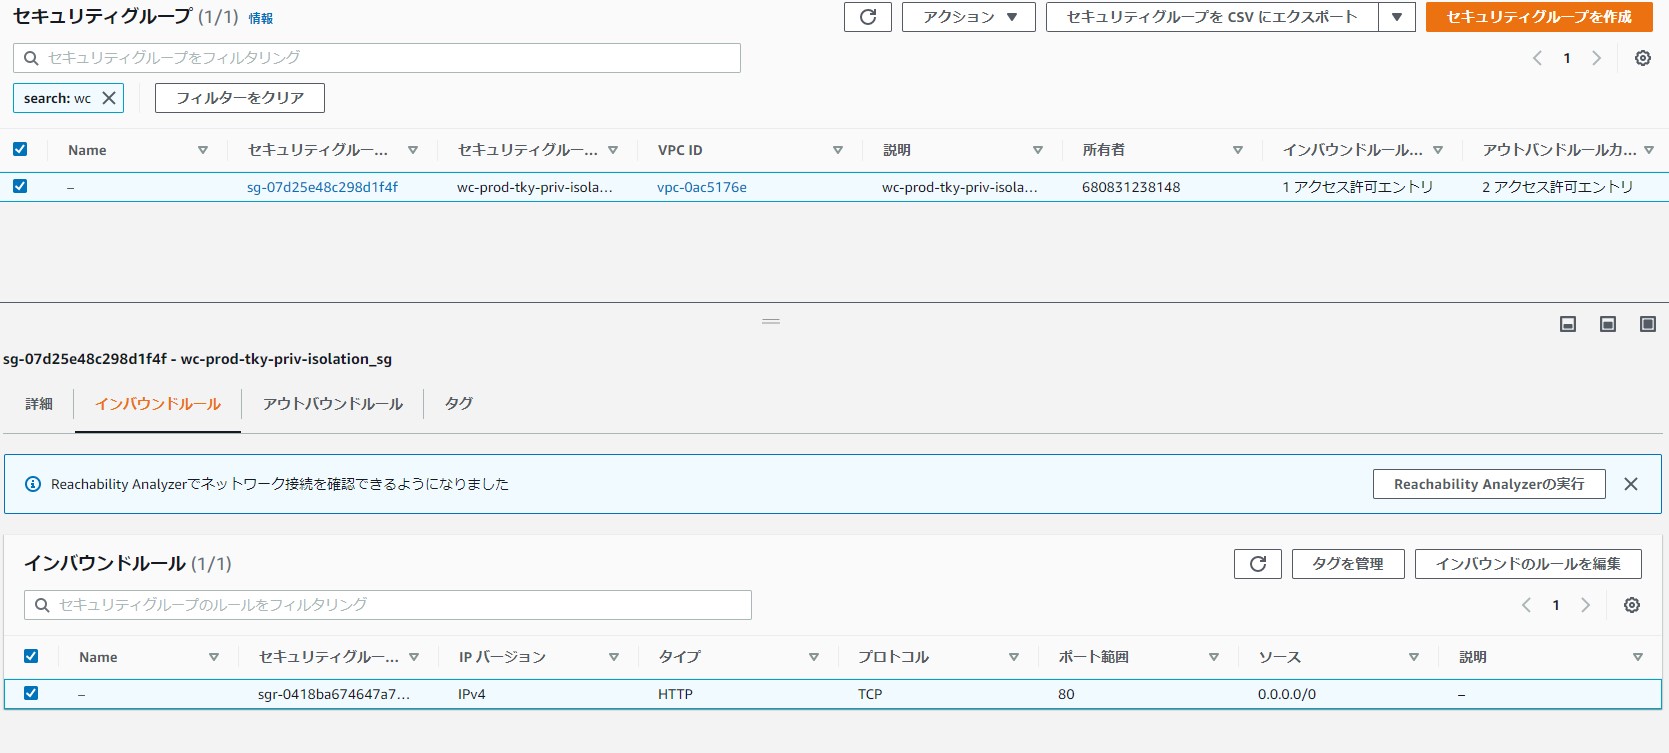 セキュリティグループ (1/1) 情報 アクション セキュリティグループを CSV にエクスポート セキュリティグループを作成
セキュリティグループをフィルタリング 1
search: wc フィルターをクリア
Name セキュリティグルー... セキュリティグルー... VPC ID 説明 所有者 インバウンドルール... アウトバンドルールカ...
– sg-07d25e48c298d1f4f wc-prod-tky-priv-isola... vpc-0ac5176e wc-prod-tky-priv-isola... 680831238148 1 アクセス許可エントリ 2 アクセス許可エントリ
sg-07d25e48c298d1f4f - wc-prod-tky-priv-isolation_sg
詳細 インバウンドルール アウトバウンドルール タグ
Reachability Analyzerでネットワーク接続を確認できるようになりました Reachability Analyzerの実行
インバウンドルール (1/1) タグを管理 インバウンドのルールを編集
セキュリティグループのルールをフィルタリング 1
Name セキュリティグルー... IP バージョン タイプ プロトコル ポート範囲 ソース 説明
– sgr-0418ba674647a7... IPv4 HTTP TCP 80 0.0.0.0/0 –